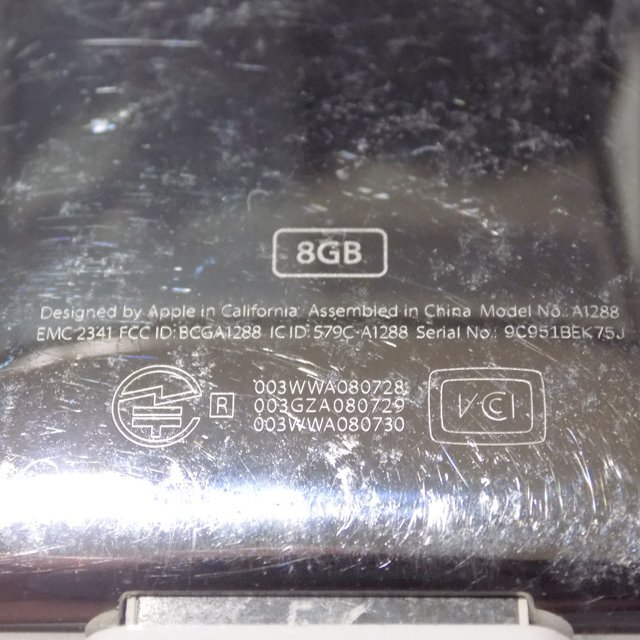 8GB
Designed by Apple in California Assembled in China Model No.: A1288
EMC 2341 FCC ID: BCGA1288 IC ID: 579C-A1288 Serial No.: 9C951BEK75J
R 003WWA080728
003GZA080729
003WWA080730
VCI